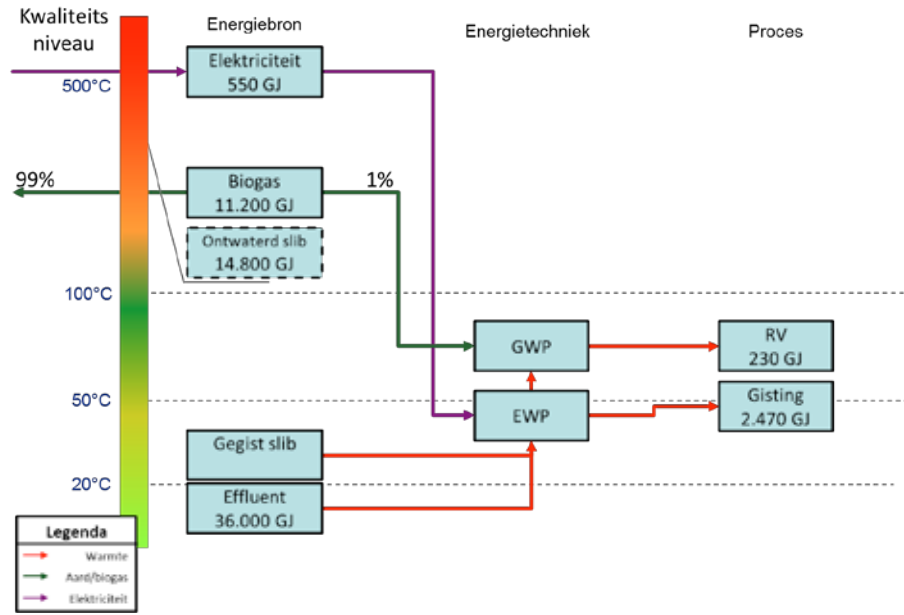 Kwaliteits
niveau
Energiebron
Energietechniek
Proces
Elektriciteit
550 GJ
500°C
99%
Biogas
11.200 GJ
1%
Ontwaterd slib
14.800 GJ
100°C
GWP
RV
230 GJ
50°C
EWP
Gisting
2.470 GJ
Gegist slib
20°C
Effluent
36.000 GJ
Legenda
Warmte
Aard/biogas
Elektriciteit